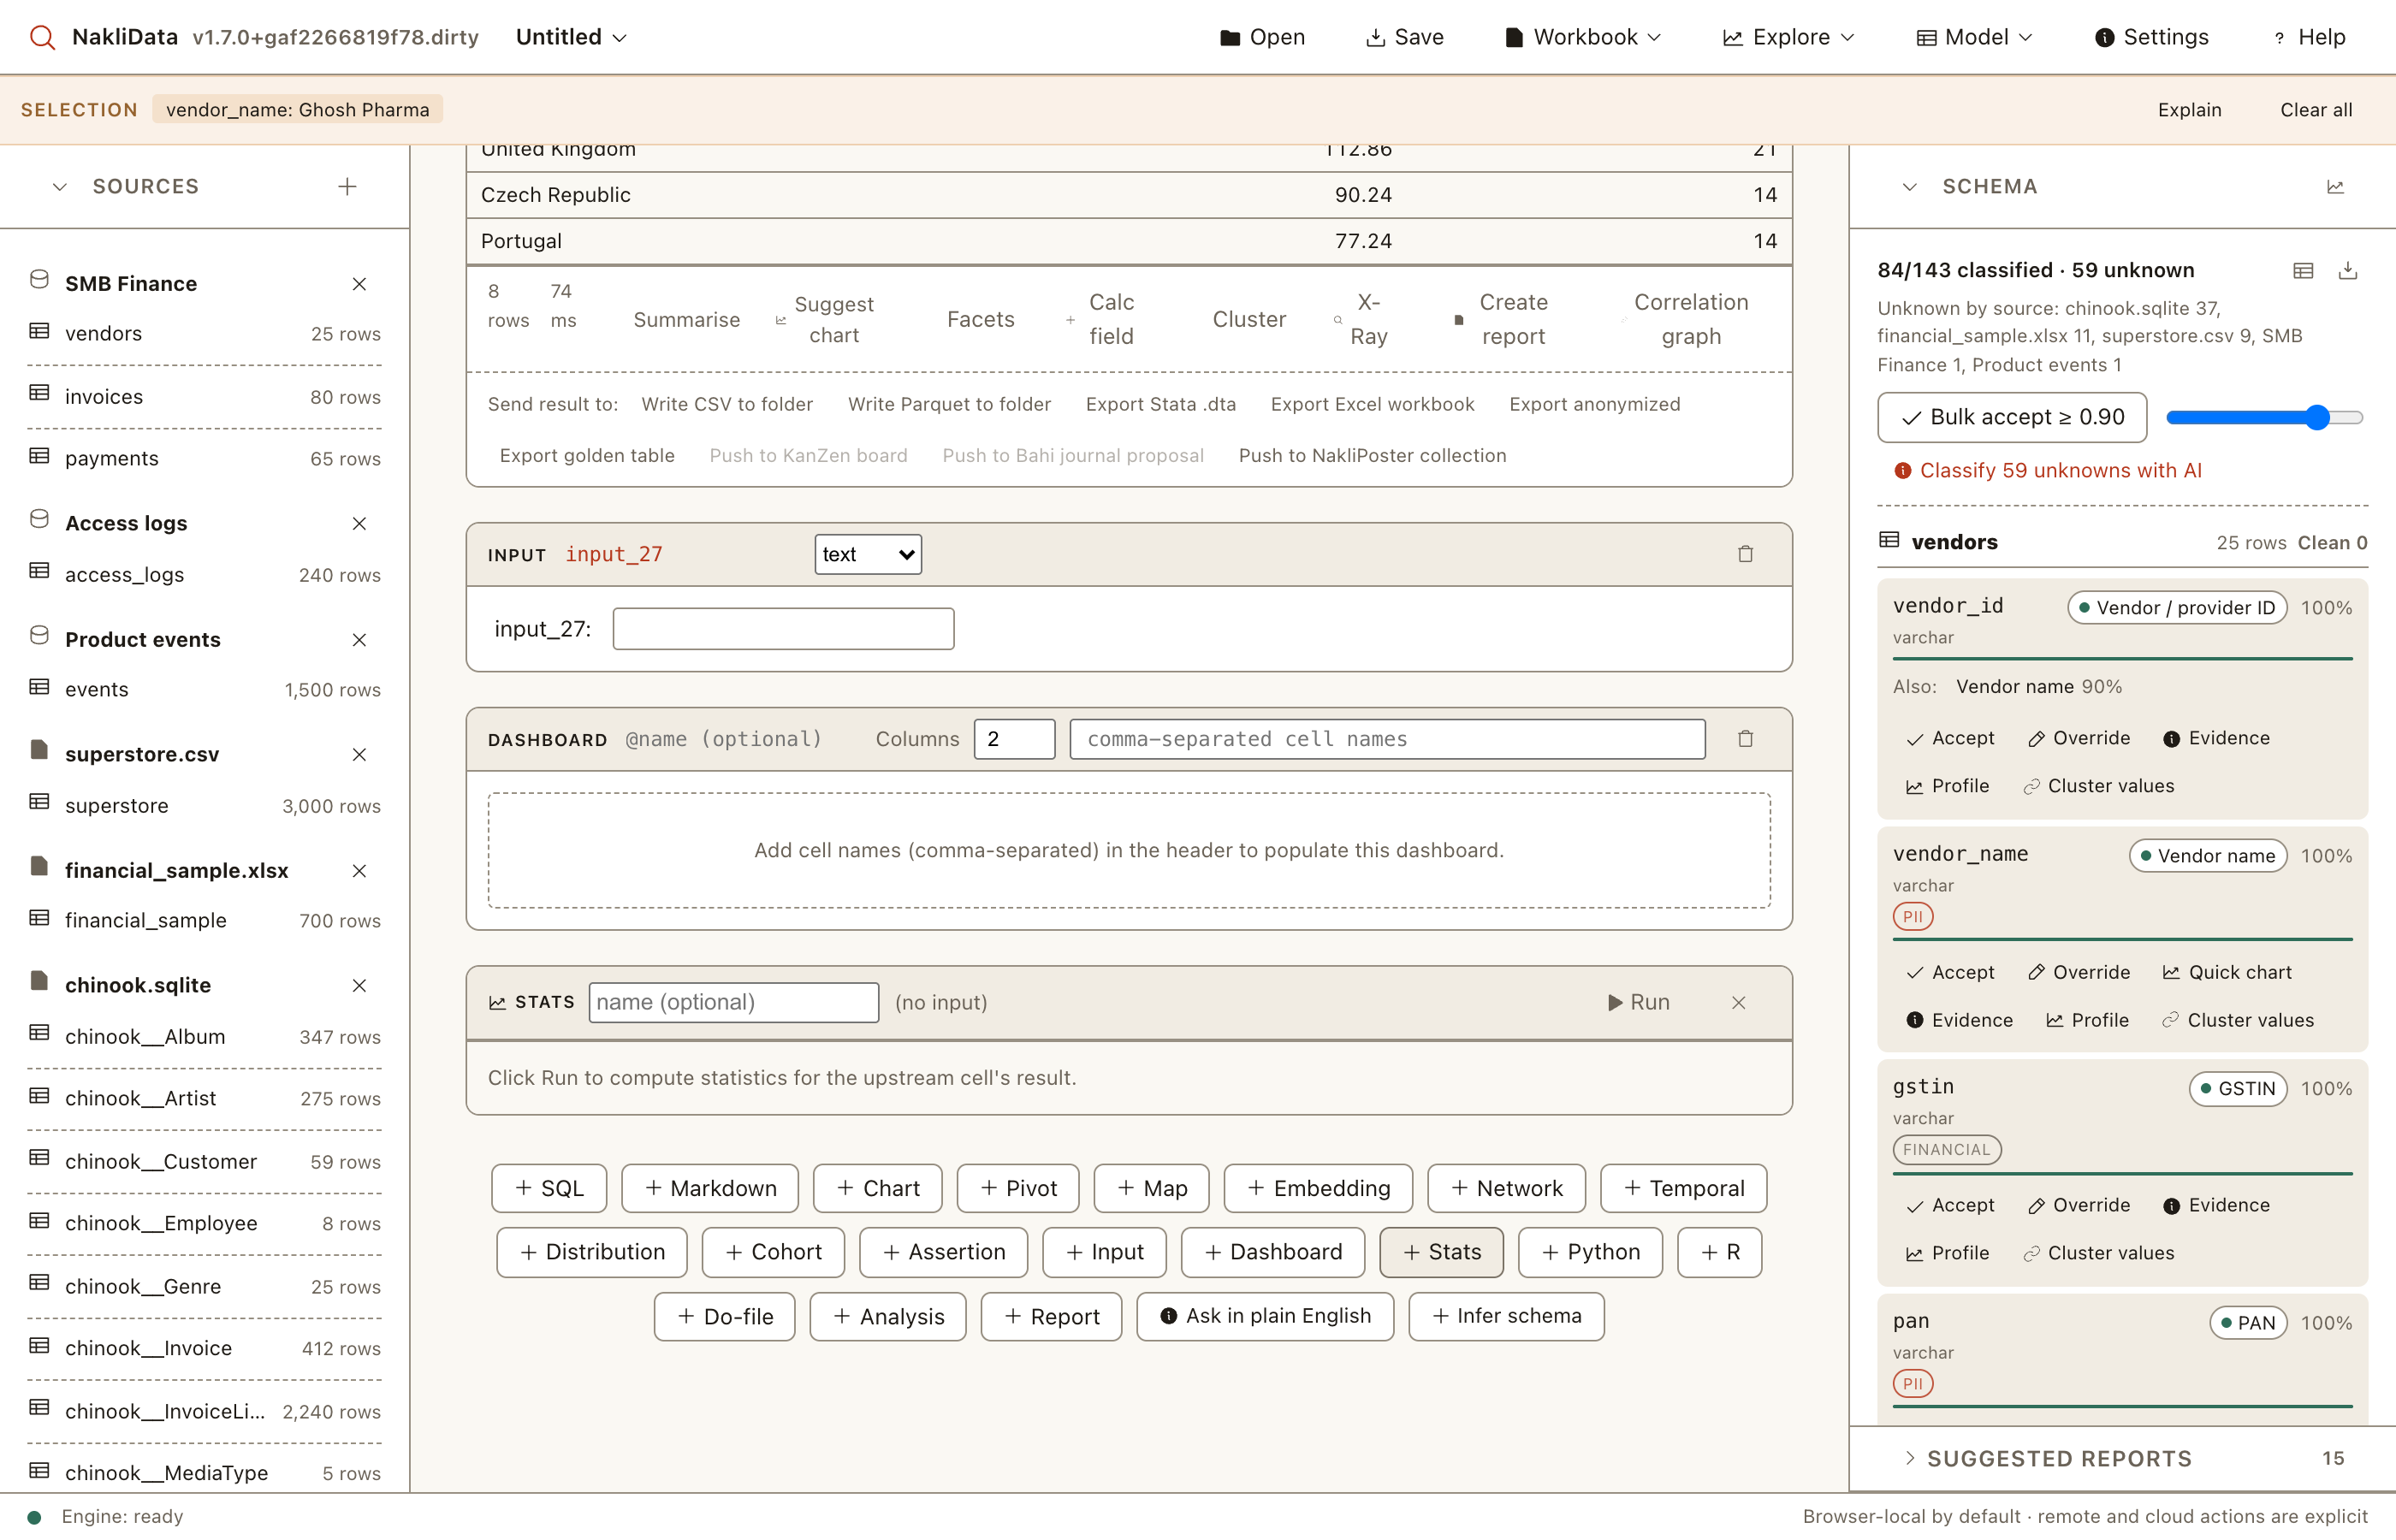 NakliData v1.7.0+gaf2266819f78.dirty Untitled Open Save Workbook Explore Model Settings ? Help
SELECTION vendor_name: Ghosh Pharma Explain Clear all
SOURCES
SMB Finance
vendors 25 rows
invoices 80 rows
payments 65 rows
Access logs
access_logs 240 rows
Product events
events 1,500 rows
superstore.csv
superstore 3,000 rows
financial_sample.xlsx
financial_sample 700 rows
chinook.sqlite
chinook__Album 347 rows
chinook__Artist 275 rows
chinook__Customer 59 rows
chinook__Employee 8 rows
chinook__Genre 25 rows
chinook__Invoice 412 rows
chinook__InvoiceLi... 2,240 rows
chinook__MediaType 5 rows
United Kingdom 112.86 21
Czech Republic 90.24 14
Portugal 77.24 14
8 rows 74 ms Summarise Suggest chart Facets + Calc field Cluster X-Ray Create report Correlation graph
Send result to: Write CSV to folder Write Parquet to folder Export Stata .dta Export Excel workbook Export anonymized
Export golden table Push to KanZen board Push to Bahi journal proposal Push to NakliPoster collection
INPUT input_27 text
input_27:
DASHBOARD @name (optional) Columns 2 comma-separated cell names
Add cell names (comma-separated) in the header to populate this dashboard.
STATS name (optional) (no input) Run
Click Run to compute statistics for the upstream cell's result.
+ SQL + Markdown + Chart + Pivot + Map + Embedding + Network + Temporal
+ Distribution + Cohort + Assertion + Input + Dashboard + Stats + Python + R
+ Do-file + Analysis + Report Ask in plain English + Infer schema
SCHEMA
84/143 classified · 59 unknown
Unknown by source: chinook.sqlite 37,
financial_sample.xlsx 11, superstore.csv 9, SMB
Finance 1, Product events 1
Bulk accept ≥ 0.90
Classify 59 unknowns with AI
vendors 25 rows Clean 0
vendor_id Vendor / provider ID 100%
varchar
Also: Vendor name 90%
Accept Override Evidence
Profile Cluster values
vendor_name Vendor name 100%
varchar
PII
Accept Override Quick chart
Evidence Profile Cluster values
gstin GSTIN 100%
varchar
FINANCIAL
Accept Override Evidence
Profile Cluster values
pan PAN 100%
varchar
PII
SUGGESTED REPORTS 15
Engine: ready Browser-local by default · remote and cloud actions are explicit